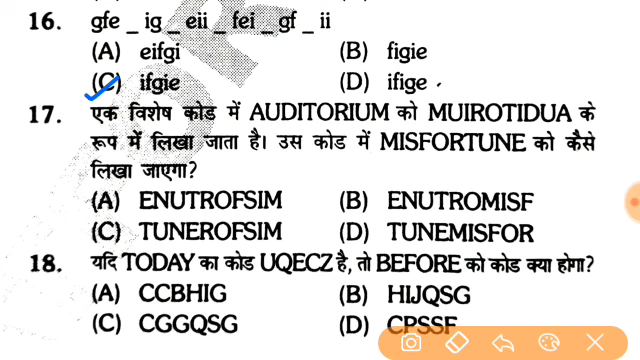 16. gfe _ ig _ eii _ fei _ gf _ ii
(A) eifgi (B) figie
(C) ifgie (D) ifige
17. एक विशेष कोड में AUDITORIUM को MUIROTIDUA के
रूप में लिखा जाता है। उस कोड में MISFORTUNE को कैसे
लिखा जाएगा?
(A) ENUTROFSIM (B) ENUTROMISF
(C) TUNEROFSIM (D) TUNEMISFOR
18. यदि TODAY का कोड UQECZ है, तो BEFORE को कोड क्या होगा?
(A) CCBHIG (B) HIJQSG
(C) CGGQSG (D) CPSSF